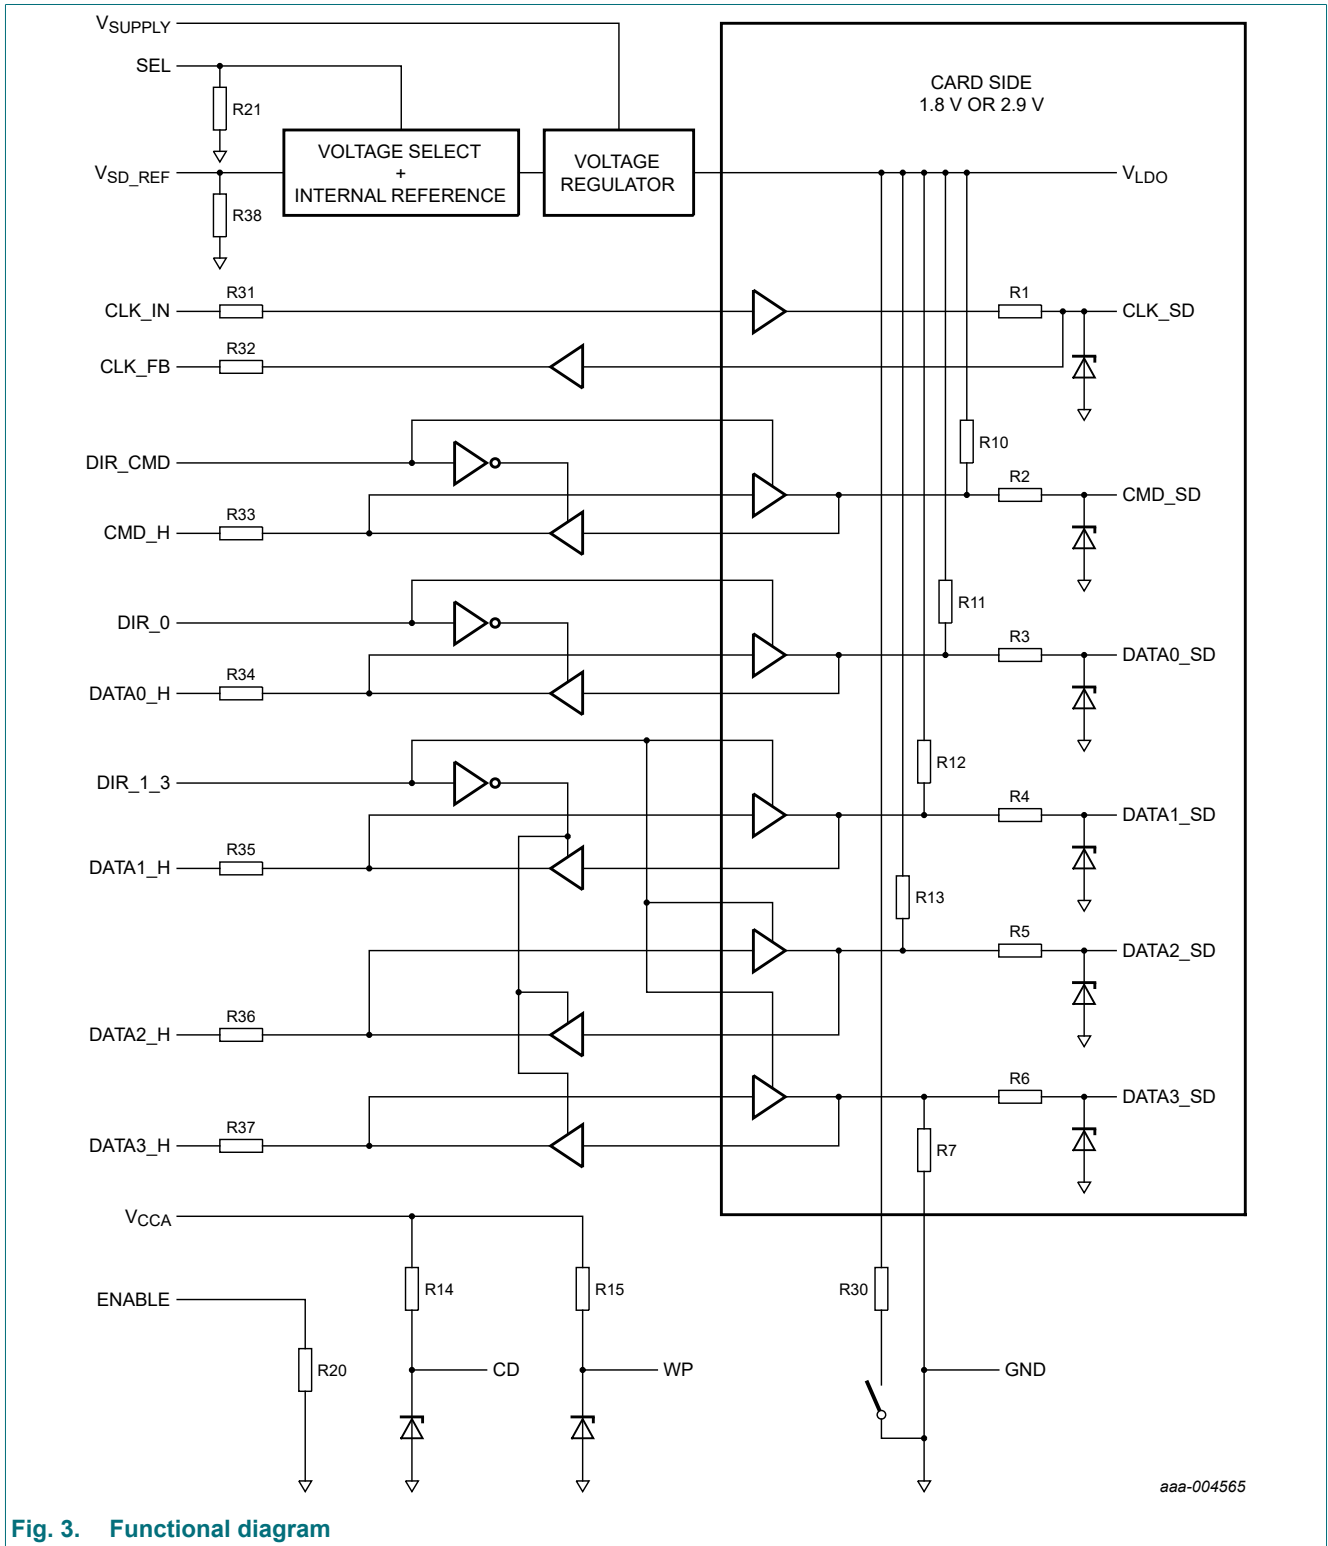 VSUPPLY
SEL
CARD SIDE
1.8 V OR 2.9 V
R21
VOLTAGE SELECT
+
INTERNAL REFERENCE
VOLTAGE
REGULATOR
VSD_REF
VLDO
R38
CLK_IN
R31
R1
CLK_SD
CLK_FB
R32
R10
DIR_CMD
R2
CMD_SD
CMD_H
R33
R11
DIR_0
R3
DATA0_SD
DATA0_H
R34
R12
DIR_1_3
R4
DATA1_SD
DATA1_H
R35
R13
R5
DATA2_SD
DATA2_H
R36
R6
DATA3_SD
DATA3_H
R37
R7
VCCA
R14
R15
R30
ENABLE
R20
CD
WP
GND
aaa-004565
Fig. 3. Functional diagram